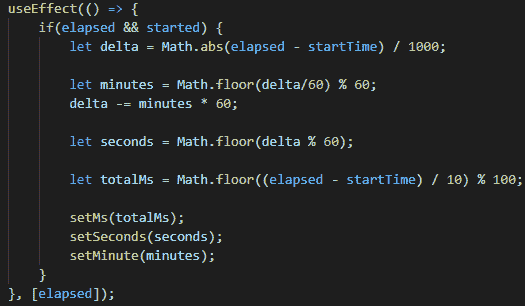 useEffect(() => {
    if(elapsed && started) {
        let delta = Math.abs(elapsed - startTime) / 1000;

        let minutes = Math.floor(delta/60) % 60;
        delta -= minutes * 60;

        let seconds = Math.floor(delta % 60);

        let totalMs = Math.floor((elapsed - startTime) / 10) % 100;

        setMs(totalMs);
        setSeconds(seconds);
        setMinute(minutes);
    }
}, [elapsed]);